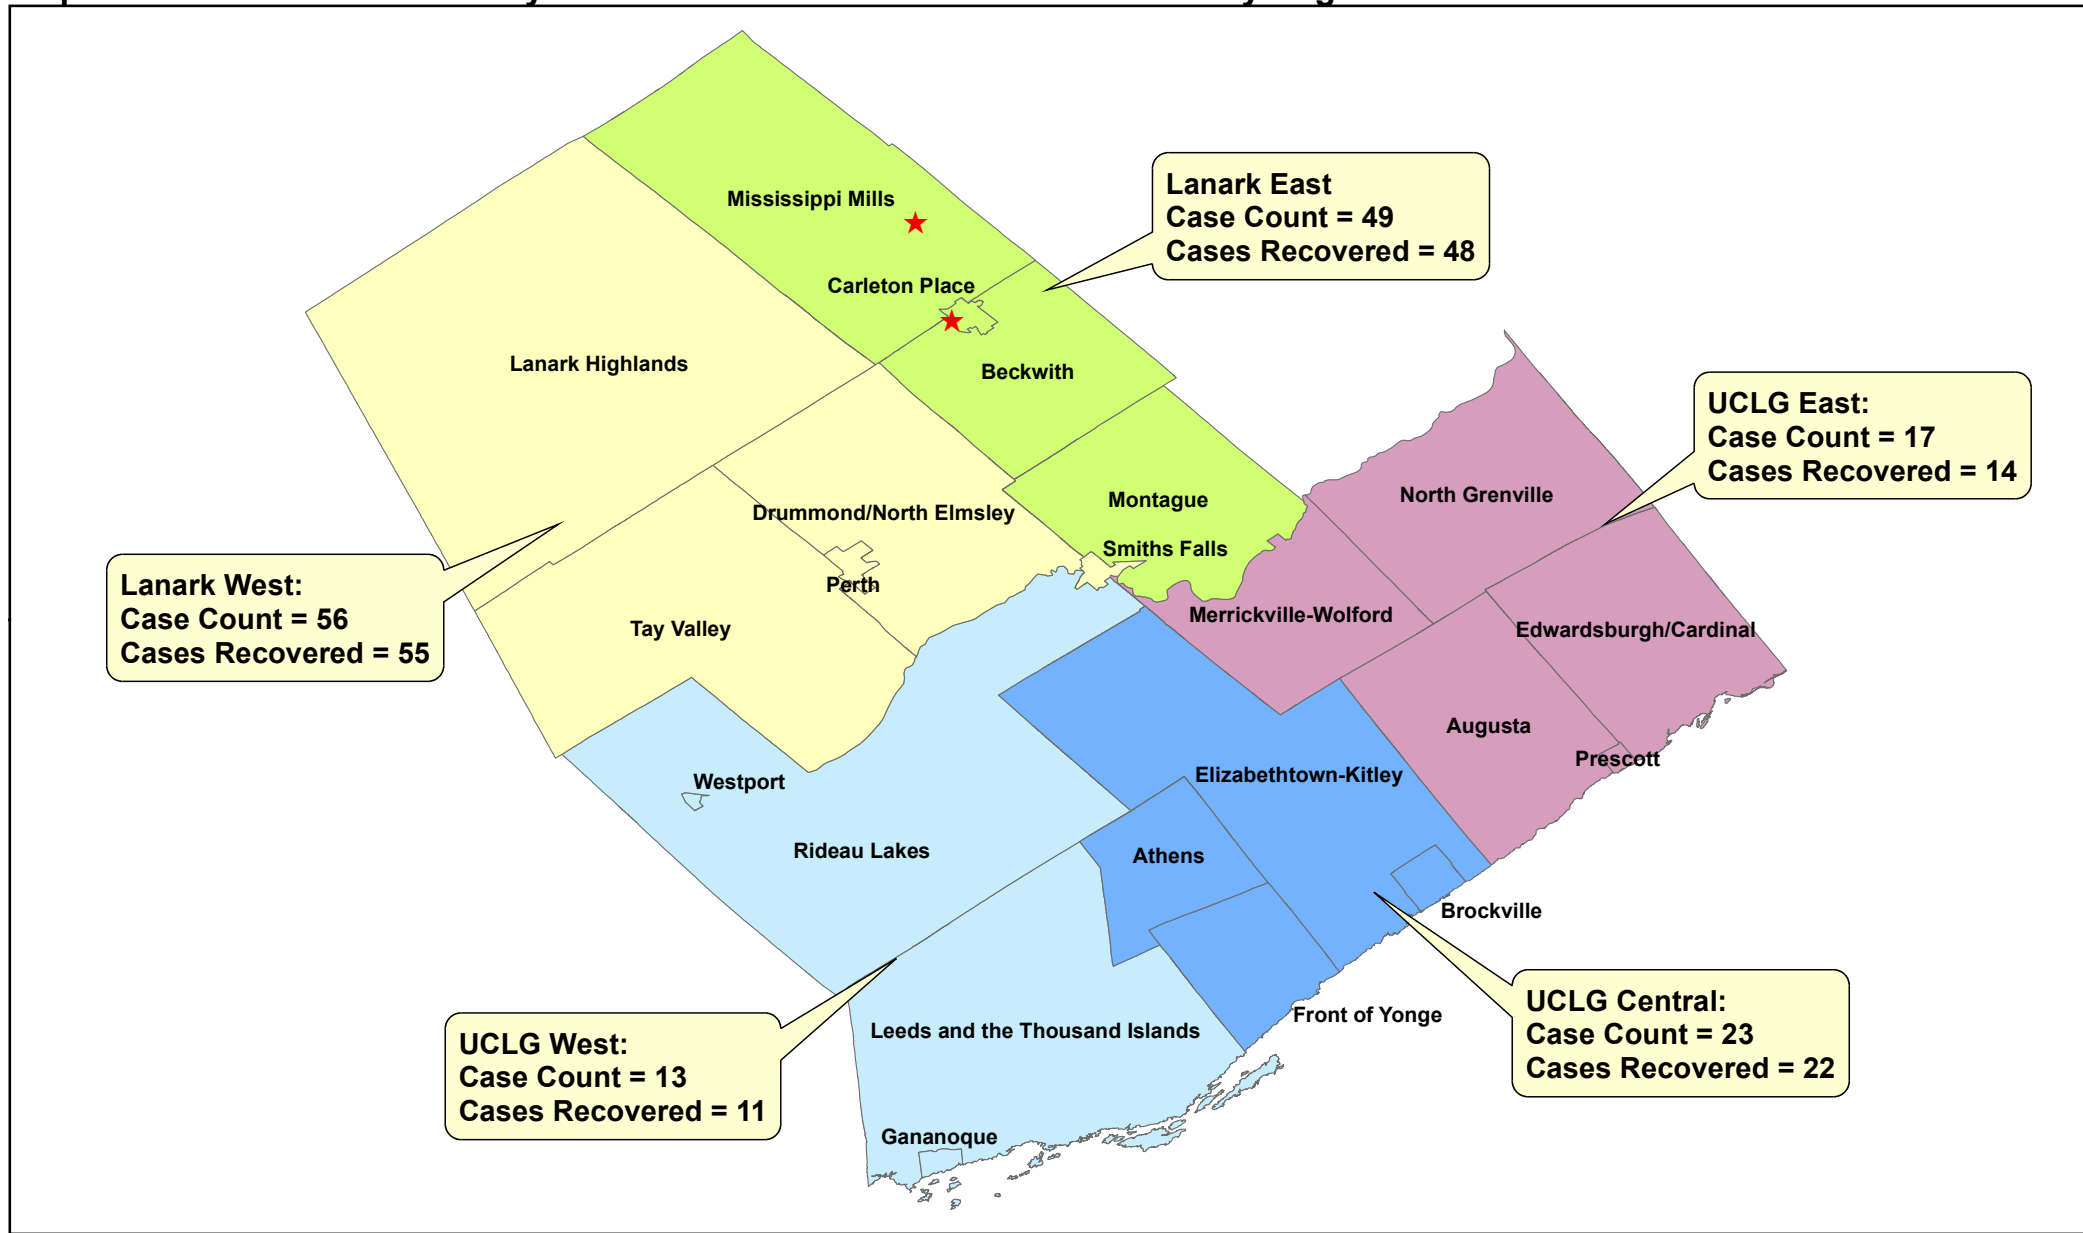 Mississippi Mills
Lanark East
Case Count = 49
Cases Recovered = 48
Carleton Place
Lanark Highlands
Beckwith
UCLG East:
Case Count = 17
Cases Recovered = 14
North Grenville
Montague
Drummond/North Elmsley
Smiths Falls
Perth
Lanark West:
Case Count = 56
Cases Recovered = 55
Tay Valley
Merrickville-Wolford
Edwardsburgh/Cardinal
Augusta
Prescott
Elizabethtown-Kitley
Westport
Rideau Lakes
Athens
Brockville
UCLG Central:
Case Count = 23
Cases Recovered = 22
Front of Yonge
Leeds and the Thousand Islands
UCLG West:
Case Count = 13
Cases Recovered = 11
Gananoque